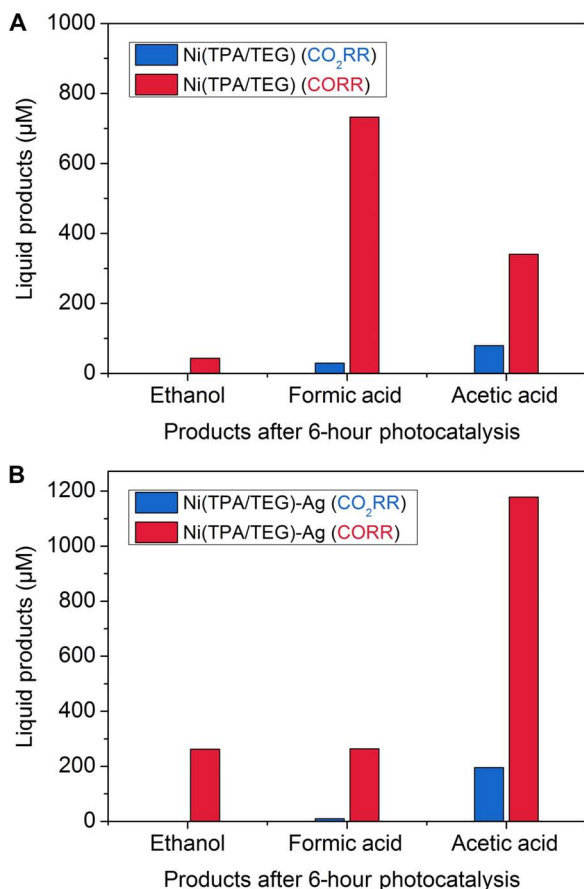 A
1000
Ni(TPA/TEG) (CO₂RR)
Ni(TPA/TEG) (CORR)
800
600
400
200
0
Liquid products (µM)
Ethanol Formic acid Acetic acid
Products after 6-hour photocatalysis
B
1200
Ni(TPA/TEG)-Ag (CO₂RR)
Ni(TPA/TEG)-Ag (CORR)
1000
800
600
400
200
0
Liquid products (µM)
Ethanol Formic acid Acetic acid
Products after 6-hour photocatalysis